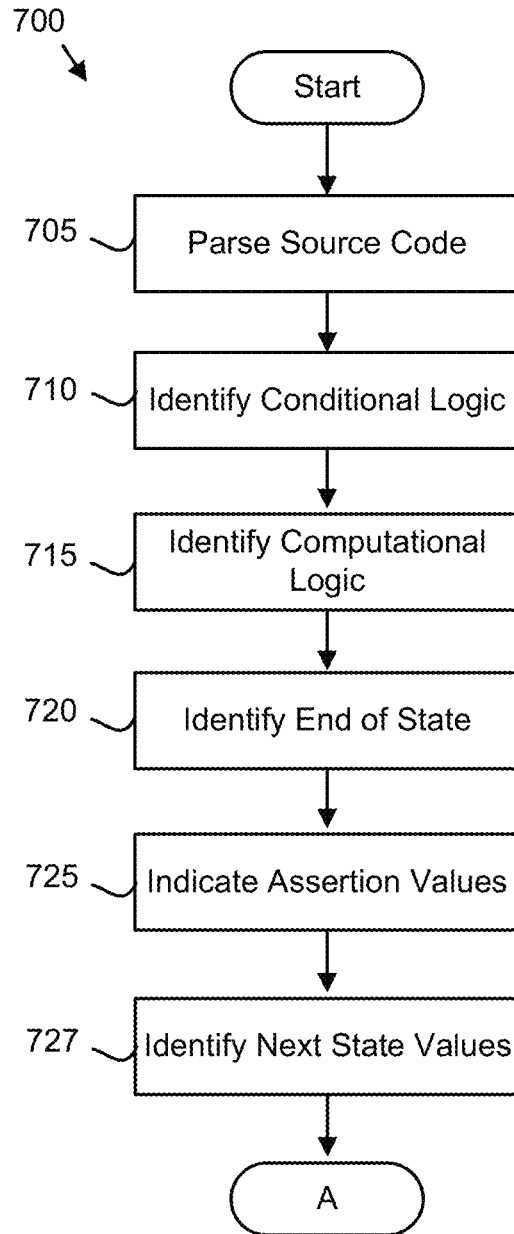 700
Start
705
Parse Source Code
710
Identify Conditional Logic
715
Identify Computational
Logic
720
Identify End of State
725
Indicate Assertion Values
727
Identify Next State Values
A